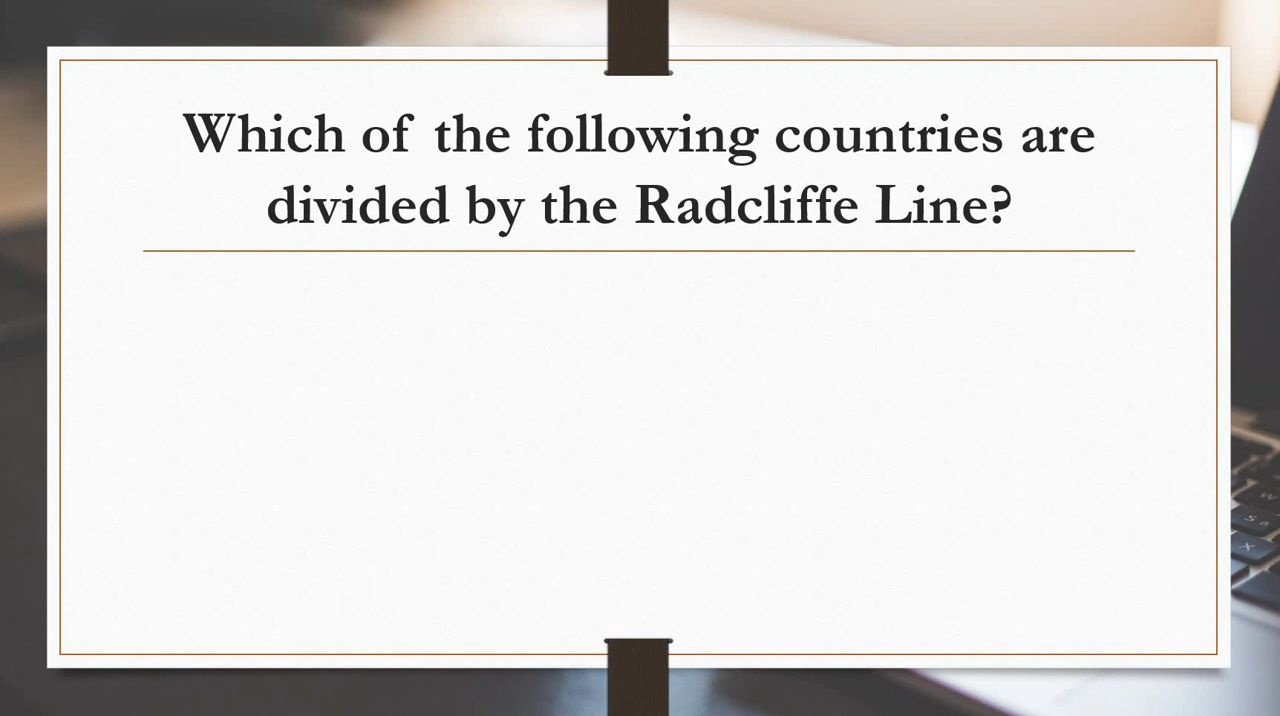 Which of the following countries are
divided by the Radcliffe Line?